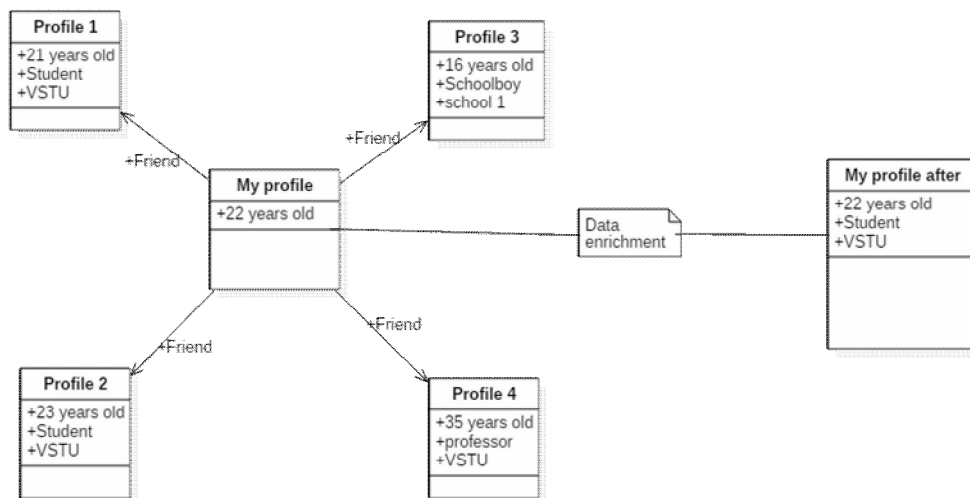 Profile 1
+21 years old
+Student
+VSTU
Profile 3
+16 years old
+Schoolboy
+school 1
+Friend
+Friend
My profile
+22 years old
Data
enrichment
My profile after
+22 years old
+Student
+VSTU
+Friend
+Friend
Profile 2
+23 years old
+Student
+VSTU
Profile 4
+35 years old
+professor
+VSTU